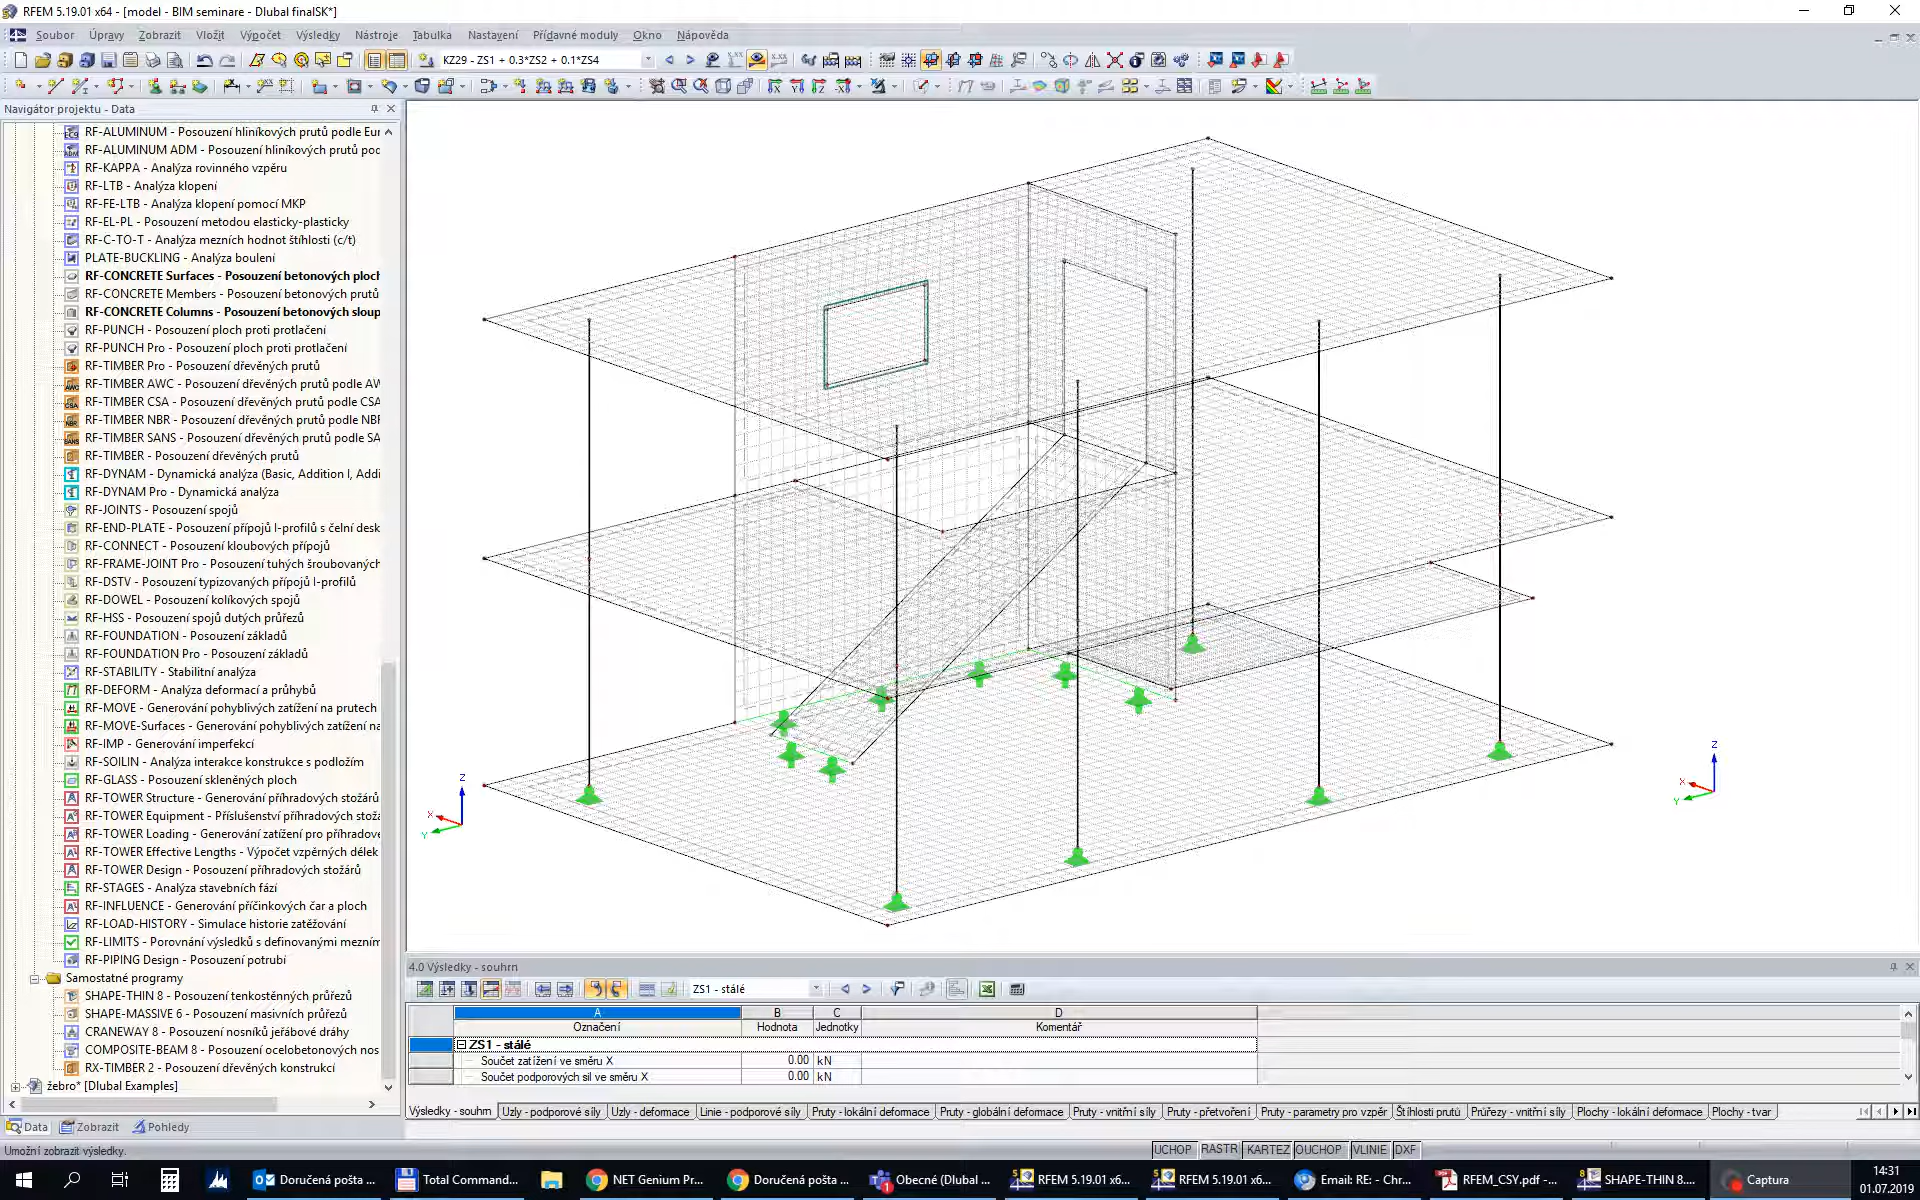 RFEM 5.19.01 x64 - [model - BIM seminare - Dlubal finalSK*]
Soubor Úpravy Zobrazit Vložit Výpočet Výsledky Nástroje Tabulka Nastavení Přídavné moduly Okno Nápověda
KZ29 - ZS1 + 0.3*ZS2 + 0.1*ZS4
Navigátor projektu - Data
RF-ALUMINUM - Posouzení hliníkových prutů podle Eur
RF-ALUMINUM ADM - Posouzení hliníkových prutů poc
RF-KAPPA - Analýza rovinného vzpěru
RF-LTB - Analýza klopení
RF-FE-LTB - Analýza klopení pomocí MKP
RF-EL-PL - Posouzení metodou elasticky-plasticky
RF-C-TO-T - Analýza mezních hodnot štíhlosti (c/t)
PLATE-BUCKLING - Analýza boulení
RF-CONCRETE Surfaces - Posouzení betonových ploch
RF-CONCRETE Members - Posouzení betonových prutů
RF-CONCRETE Columns - Posouzení betonových sloup
RF-PUNCH - Posouzení ploch proti protlačení
RF-PUNCH Pro - Posouzení ploch proti protlačení
RF-TIMBER Pro - Posouzení dřevěných prutů
RF-TIMBER AWC - Posouzení dřevěných prutů podle AW
RF-TIMBER CSA - Posouzení dřevěných prutů podle CSA
RF-TIMBER NBR - Posouzení dřevěných prutů podle NBR
RF-TIMBER SANS - Posouzení dřevěných prutů podle SA
RF-TIMBER - Posouzení dřevěných prutů
RF-DYNAM - Dynamická analýza (Basic, Addition I, Addi
RF-DYNAM Pro - Dynamická analýza
RF-JOINTS - Posouzení spojů
RF-END-PLATE - Posouzení přípojů I-profilů s čelní desk
RF-CONNECT - Posouzení kloubových přípojů
RF-FRAME-JOINT Pro - Posouzení tuhých šroubovaných
RF-DSTV - Posouzení typizovaných přípojů I-profilů
RF-DOWEL - Posouzení kolíkových spojů
RF-HSS - Posouzení spojů dutých průřezů
RF-FOUNDATION - Posouzení základů
RF-FOUNDATION Pro - Posouzení základů
RF-STABILITY - Stabilitní analýza
RF-DEFORM - Analýza deformací a průhybů
RF-MOVE - Generování pohyblivých zatížení na prutech
RF-MOVE-Surfaces - Generování pohyblivých zatížení na
RF-IMP - Generování imperfekcí
RF-SOILIN - Analýza interakce konstrukce s podložím
RF-GLASS - Posouzení skleněných ploch
RF-TOWER Structure - Generování příhradových stožárů
RF-TOWER Equipment - Příslušenství příhradových stožá
RF-TOWER Loading - Generování zatížení pro příhradové
RF-TOWER Effective Lengths - Výpočet vzpěrných délek
RF-TOWER Design - Posouzení příhradových stožárů
RF-STAGES - Analýza stavebních fází
RF-INFLUENCE - Generování příčinkových čar a ploch
RF-LOAD-HISTORY - Simulace historie zatěžování
RF-LIMITS - Porovnání výsledků s definovanými mezním
RF-PIPING Design - Posouzení potrubí
Samostatné programy
SHAPE-THIN 8 - Posouzení tenkostěnných průřezů
SHAPE-MASSIVE 6 - Posouzení masivních průřezů
CRANEWAY 8 - Posouzení nosníků jeřábové dráhy
COMPOSITE-BEAM 8 - Posouzení ocelobetonových nos
RX-TIMBER 2 - Posouzení dřevěných konstrukcí
žebro* [Dlubal Examples]
Data Zobrazit Pohledy
Z
X
Y
Z
X
Y
4.0 Výsledky - souhrn
ZS1 - stálé
A B C D
Označení Hodnota Jednotky Komentář
ZS1 - stálé
Součet zatížení ve směru X 0.00 kN
Součet podporových sil ve směru X 0.00 kN
Výsledky - souhrn Uzly - podporové síly Uzly - deformace Linie - podporové síly Pruty - lokální deformace Pruty - globální deformace Pruty - vnitřní síly Pruty - přetvoření Pruty - parametry pro vzpěr Štíhlosti prutů Průřezy - vnitřní síly Plochy - lokální deformace Plochy - tvar
Umožní zobrazit výsledky.
UCHOP RASTR KARTEZ OUCHOP VLINIE DXF
Doručená pošta ... Total Command... NET Genium Pr... Doručená pošta ... Obecné (Dlubal ... RFEM 5.19.01 x6... RFEM 5.19.01 x6... Email: RE: - Chr... RFEM_CSY.pdf -... SHAPE-THIN 8.... Captura
14:31
01.07.2019